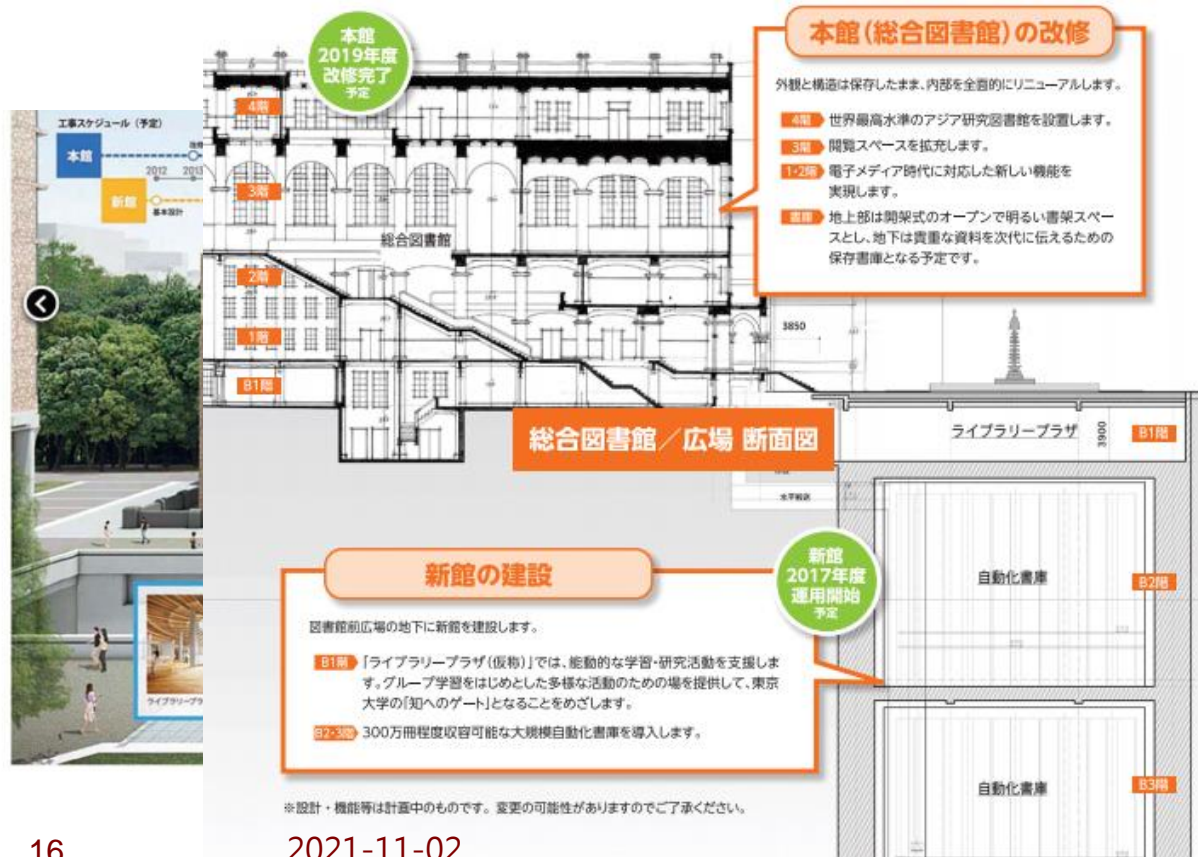 本館
2019年度
改修完了
予定
本館(総合図書館)の改修
外観と構造は保存したまま、内部を全面的にリニューアルします。
4階 世界最高水準のアジア研究図書館を設置します。
3階 閲覧スペースを拡充します。
1・2階 電子メディア時代に対応した新しい機能を
実現します。
書庫 地上部は開架式のオープンで明るい書架スペー
スとし、地下は貴重な資料を次代に伝えるための
保存書庫となる予定です。
工事スケジュール(予定)
本館
2012 2013
新館
基本設計
4階
3階
総合図書館
2階
1階
B1階
3850
総合図書館/広場 断面図
ライブラリープラザ
3900
B1階
自動化書庫
B2階
自動化書庫
B3階
新館の建設
新館
2017年度
運用開始
予定
図書館前広場の地下に新館を建設します。
B1階 「ライブラリープラザ(仮称)」では、能動的な学習・研究活動を支援しま
す。グループ学習をはじめとした多様な活動のための場を提供して、東京
大学の「知へのゲート」となることをめざします。
B2・3階 300万冊程度収容可能な大規模自動化書庫を導入します。
ライブラリープラ
※設計・機能等は計画中のものです。変更の可能性がありますのでご了承ください。
16
2021-11-02